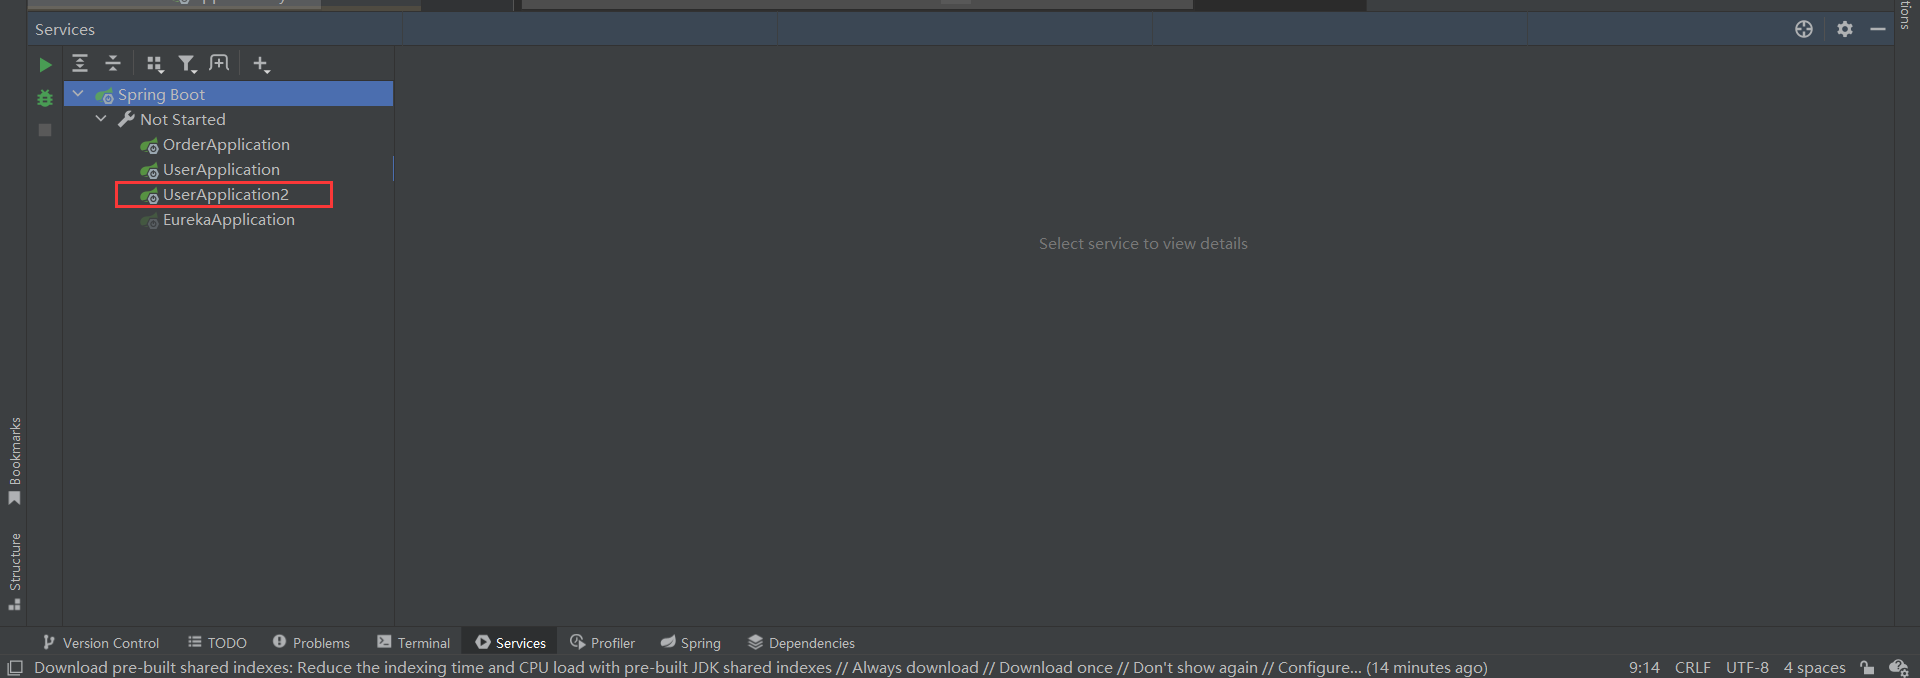 Services
tions
Spring Boot
Not Started
OrderApplication
UserApplication
UserApplication2
EurekaApplication
Select service to view details
Bookmarks
Structure
Version Control
TODO
Problems
Terminal
Services
Profiler
Spring
Dependencies
Download pre-built shared indexes: Reduce the indexing time and CPU load with pre-built JDK shared indexes // Always download // Download once // Don't show again // Configure... (14 minutes ago)
9:14
CRLF
UTF-8
4 spaces